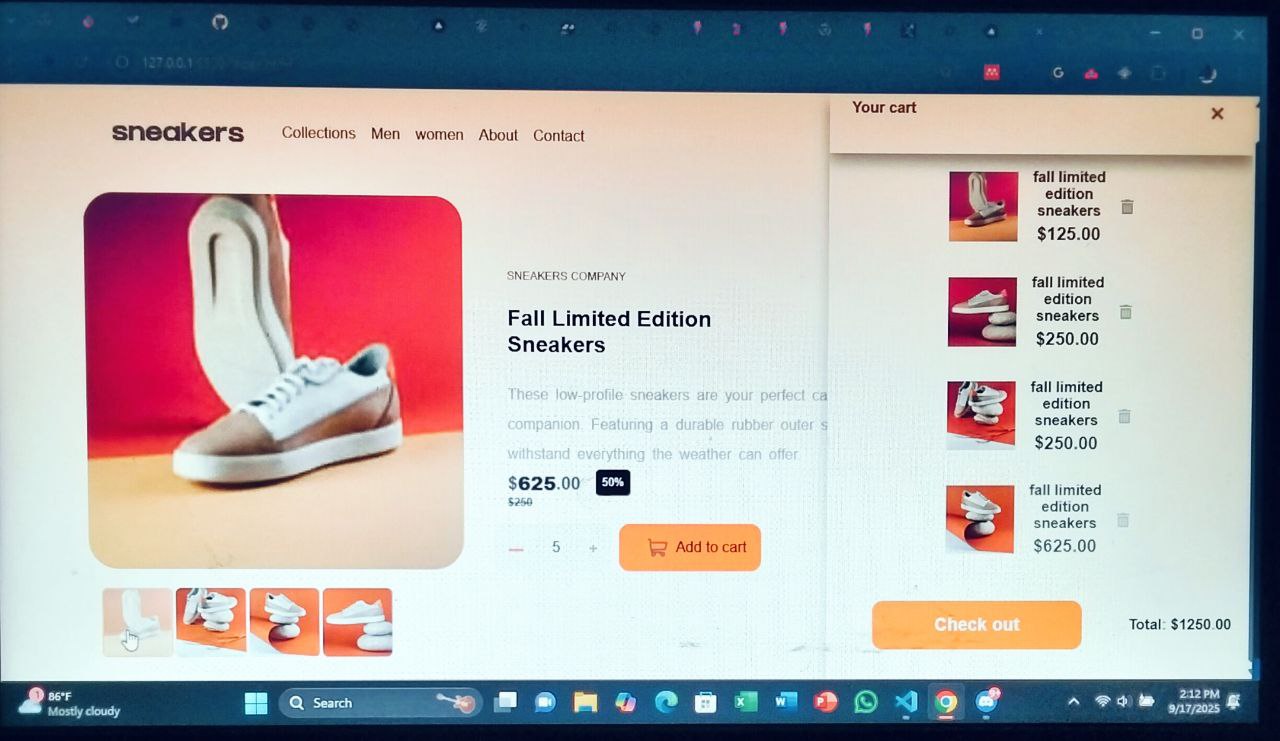 127.0.0.1
sneakers
Collections Men women About Contact
SNEAKERS COMPANY
Fall Limited Edition
Sneakers
These low-profile sneakers are your perfect ca
companion. Featuring a durable rubber outer s
withstand everything the weather can offer.
$625.00 50%
$250
5 + Add to cart
Your cart
fall limited
edition
sneakers
$125.00
fall limited
edition
sneakers
$250.00
fall limited
edition
sneakers
$250.00
fall limited
edition
sneakers
$625.00
Check out Total: $1250.00
1
86°F
Mostly cloudy
Search
2:12 PM
9/17/2025